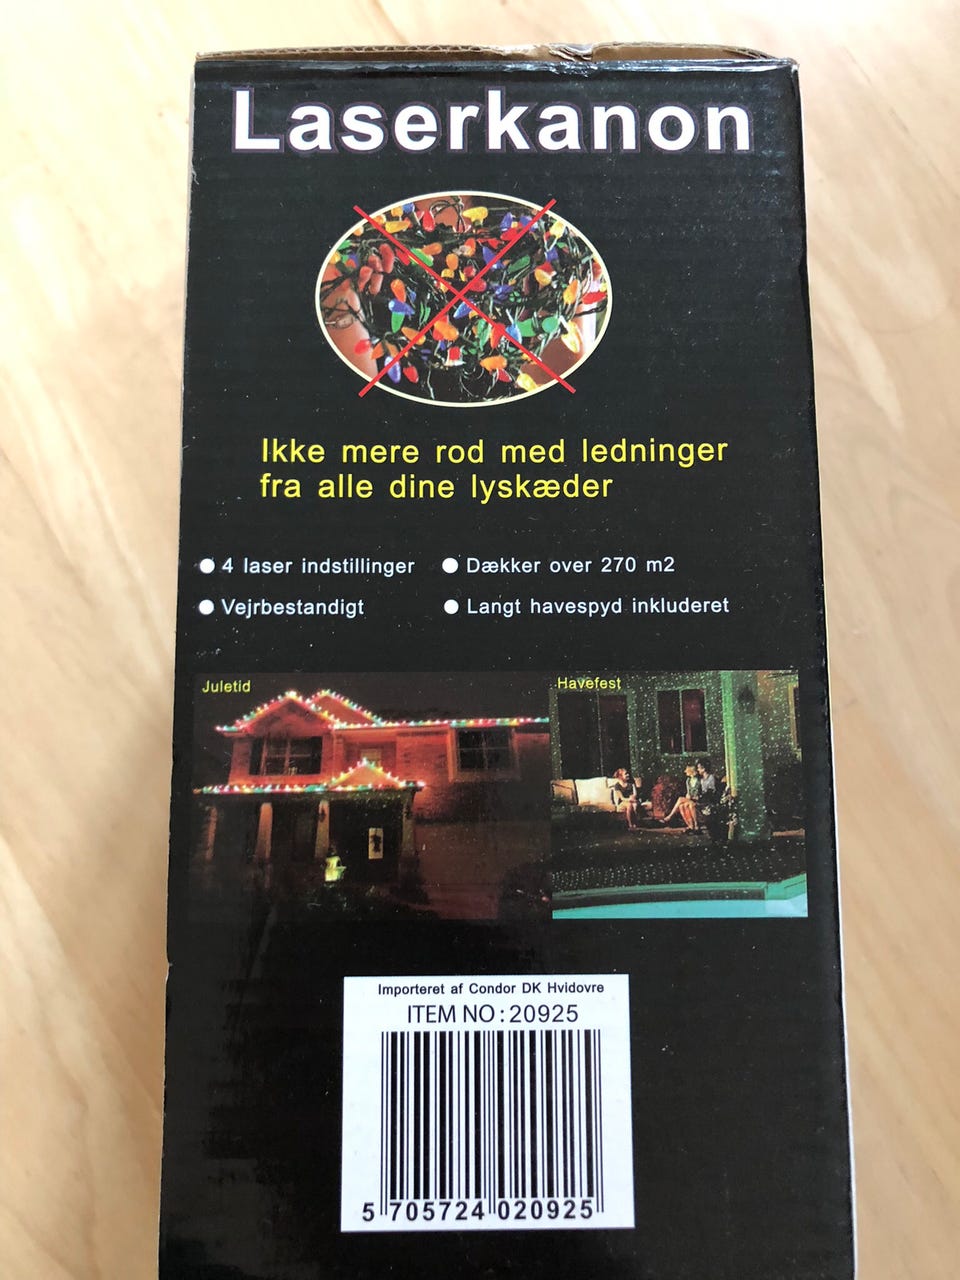 Laserkanon
Ikke mere rod med ledninger
fra alle dine lyskæder
4 laser indstillinger
Dækker over 270 m2
Vejrbestandigt
Langt havespyd inkluderet
Juletid
Havefest
Importeret af Condor DK Hvidovre
ITEM NO:20925
5 705724 020925